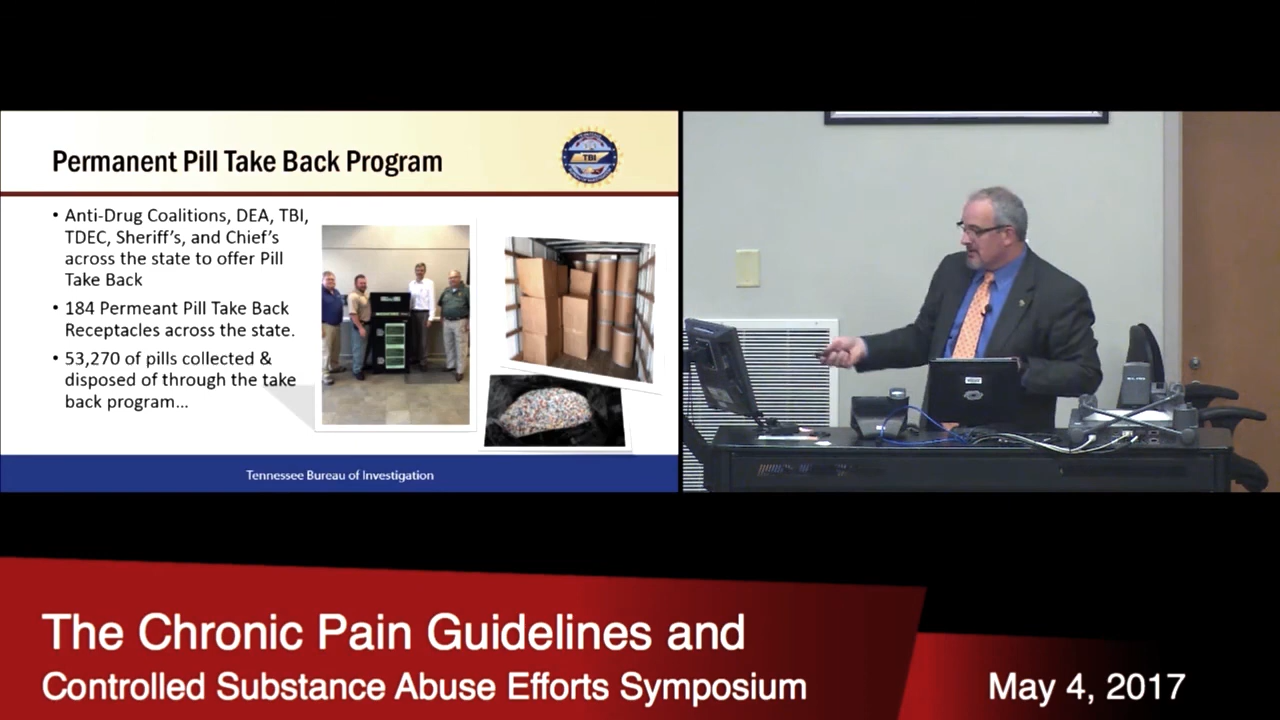 Permanent Pill Take Back Program
TBI
• Anti-Drug Coalitions, DEA, TBI,
TDEC, Sheriff's, and Chief's
across the state to offer Pill
Take Back
• 184 Permeant Pill Take Back
Receptacles across the state.
• 53,270 of pills collected &
disposed of through the take
back program...
Tennessee Bureau of Investigation
The Chronic Pain Guidelines and
Controlled Substance Abuse Efforts Symposium
May 4, 2017